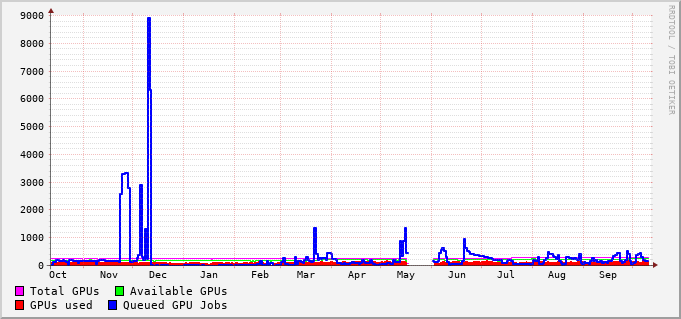 RRDTOOL / TOBI OETIKER
9000
8000
7000
6000
5000
4000
3000
2000
1000
0
Oct Nov Dec Jan Feb Mar Apr May Jun Jul Aug Sep
Total GPUs Available GPUs
GPUs used Queued GPU Jobs